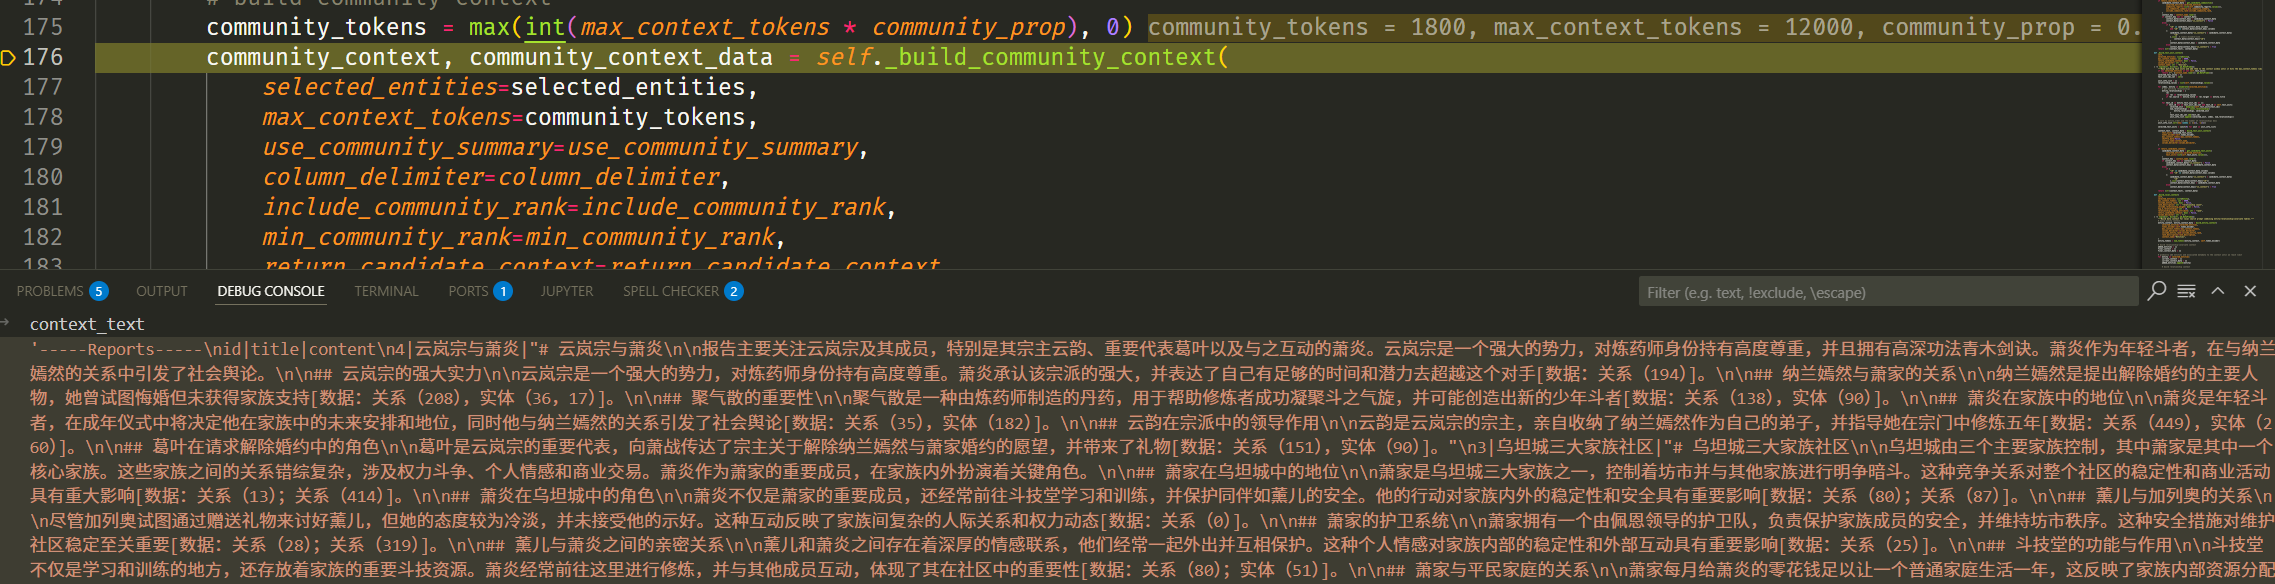 174 # build community context
175 community_tokens = max(int(max_context_tokens * community_prop), 0) community_tokens = 1800, max_context_tokens = 12000, community_prop = 0.
176 community_context, community_context_data = self._build_community_context(
177 selected_entities=selected_entities,
178 max_context_tokens=community_tokens,
179 use_community_summary=use_community_summary,
180 column_delimiter=column_delimiter,
181 include_community_rank=include_community_rank,
182 min_community_rank=min_community_rank,
183 return_candidate_context=return_candidate_context
PROBLEMS 5 OUTPUT DEBUG CONSOLE TERMINAL PORTS 1 JUPYTER SPELL CHECKER 2 Filter (e.g. text, !exclude, \escape)
context_text
'-----Reports-----\nid|title|content\n4|云岚宗与萧炎|"# 云岚宗与萧炎\n\n报告主要关注云岚宗及其成员，特别是其宗主云韵、重要代表葛叶以及与之互动的萧炎。云岚宗是一个强大的势力，对炼药师身份持有高度尊重，并且拥有高深功法青木剑诀。萧炎作为年轻斗者，在与纳兰
嫣然的关系中引发了社会舆论。\n\n## 云岚宗的强大实力\n\n云岚宗是一个强大的势力，对炼药师身份持有高度尊重。萧炎承认该宗派的强大，并表达了自己有足够的时间和潜力去超越这个对手[数据：关系（194）]。\n\n## 纳兰嫣然与萧家的关系\n\n纳兰嫣然是提出解除婚约的主要人
物，她曾试图悔婚但未获得家族支持[数据：关系（208），实体（36，17）]。\n\n## 聚气散的重要性\n\n聚气散是一种由炼药师制造的丹药，用于帮助修炼者成功凝聚斗之气旋，并可能创造出新的少年斗者[数据：关系（138），实体（90）]。\n\n## 萧炎在家族中的地位\n\n萧炎是年轻斗
者，在成年仪式中将决定他在家族中的未来安排和地位，同时他与纳兰嫣然的关系引发了社会舆论[数据：关系（35），实体（182）]。\n\n## 云韵在宗派中的领导作用\n\n云韵是云岚宗的宗主，亲自收纳了纳兰嫣然作为自己的弟子，并指导她在宗门中修炼五年[数据：关系（449），实体（2
60）]。\n\n## 葛叶在请求解除婚约中的角色\n\n葛叶是云岚宗的重要代表，向萧战传达了宗主关于解除纳兰嫣然与萧家婚约的愿望，并带来了礼物[数据：关系（151），实体（90）]。"\n3|乌坦城三大家族社区|"# 乌坦城三大家族社区\n\n乌坦城由三个主要家族控制，其中萧家是其中一个
核心家族。这些家族之间的关系错综复杂，涉及权力斗争、个人情感和商业交易。萧炎作为萧家的重要成员，在家族内外扮演着关键角色。\n\n## 萧家在乌坦城中的地位\n\n萧家是乌坦城三大家族之一，控制着坊市并与其他家族进行明争暗斗。这种竞争关系对整个社区的稳定性和商业活动
具有重大影响[数据：关系（13）；关系（414）]。\n\n## 萧炎在乌坦城中的角色\n\n萧炎不仅是萧家的重要成员，还经常前往斗技堂学习和训练，并保护同伴如薰儿的安全。他的行动对家族内外的稳定性和安全具有重要影响[数据：关系（80）；关系（87）]。\n\n## 薰儿与加列奥的关系\n
\n尽管加列奥试图通过赠送礼物来讨好薰儿，但她的态度较为冷淡，并未接受他的示好。这种互动反映了家族间复杂的人际关系和权力动态[数据：关系（0）]。\n\n## 萧家的护卫系统\n\n萧家拥有一个由佩恩领导的护卫队，负责保护家族成员的安全，并维持坊市秩序。这种安全措施对维护
社区稳定至关重要[数据：关系（28）；关系（319）]。\n\n## 薰儿与萧炎之间的亲密关系\n\n薰儿和萧炎之间存在着深厚的情感联系，他们经常一起外出并互相保护。这种个人情感对家族内部的稳定性和外部互动具有重要影响[数据：关系（25）]。\n\n## 斗技堂的功能与作用\n\n斗技堂
不仅是学习和训练的地方，还存放着家族的重要斗技资源。萧炎经常前往这里进行修炼，并与其他成员互动，体现了其在社区中的重要性[数据：关系（80）；实体（51）]。\n\n## 萧家与平民家庭的关系\n\n萧家每月给萧炎的零花钱足以让一个普通家庭生活一年，这反映了家族内部资源分配